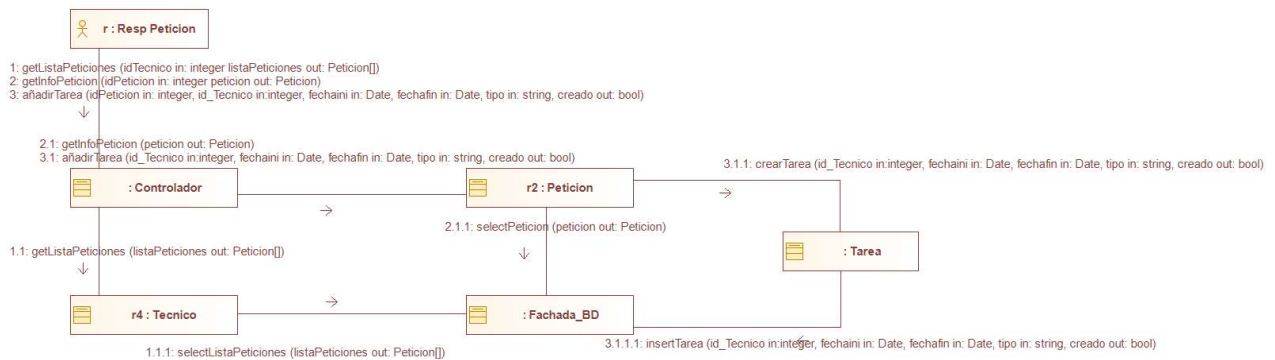 r : Resp Peticion
1: getListaPeticiones (idTecnico in: integer listaPeticiones out: Peticion[])
2: getInfoPeticion (idPeticion in: integer peticion out: Peticion)
3: añadirTarea (idPeticion in: integer, id_Tecnico in:integer, fechaini in: Date, fechafin in: Date, tipo in: string, creado out: bool)
2.1: getInfoPeticion (peticion out: Peticion)
3.1: añadirTarea (id_Tecnico in:integer, fechaini in: Date, fechafin in: Date, tipo in: string, creado out: bool)
3.1.1: crearTarea (id_Tecnico in:integer, fechaini in: Date, fechafin in: Date, tipo in: string, creado out: bool)
: Controlador
r2 : Peticion
2.1.1: selectPeticion (peticion out: Peticion)
1.1: getListaPeticiones (listaPeticiones out: Peticion[])
: Tarea
r4 : Tecnico
: Fachada_BD
3.1.1.1: insertTarea (id_Tecnico in:integer, fechaini in: Date, fechafin in: Date, tipo in: string, creado out: bool)
1.1.1: selectListaPeticiones (listaPeticiones out: Peticion[])